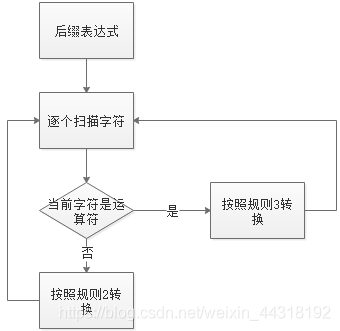 后缀表达式
逐个扫描字符
当前字符是运
算符
是
按照规则3转
换
否
按照规则2转
换
https://blog.csdn.net/weixin_44318192